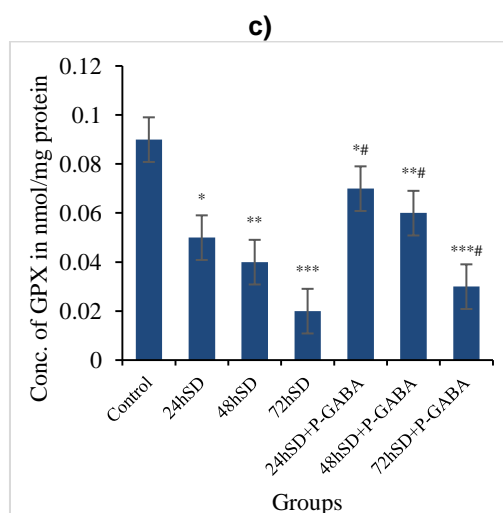 c)
Conc. of GPX in nmol/mg protein
0.12
0.1
0.08
0.06
0.04
0.02
0
*
**
***
*#
**#
***#
Control
24hSD
48hSD
72hSD
24hSD+P-GABA
48hSD+P-GABA
72hSD+P-GABA
Groups